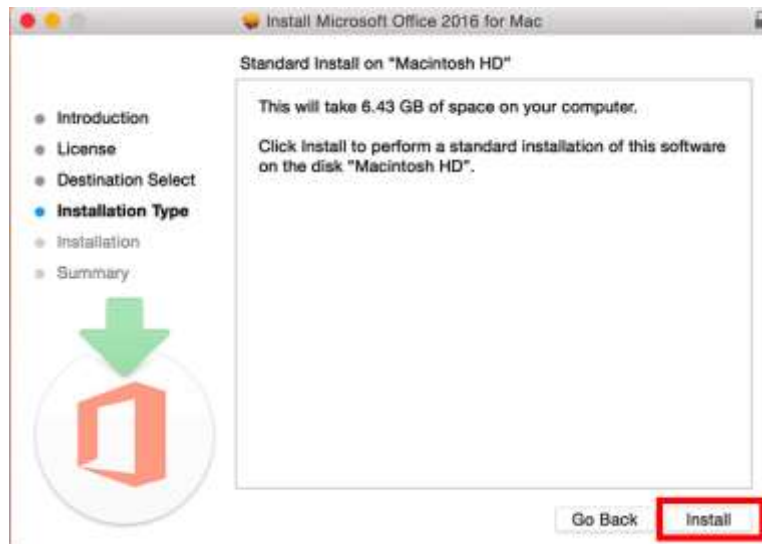 Install Microsoft Office 2016 for Mac
Standard Install on "Macintosh HD"
Introduction
License
Destination Select
Installation Type
Installation
Summary
This will take 6.43 GB of space on your computer.
Click Install to perform a standard installation of this software
on the disk "Macintosh HD".
Go Back
Install